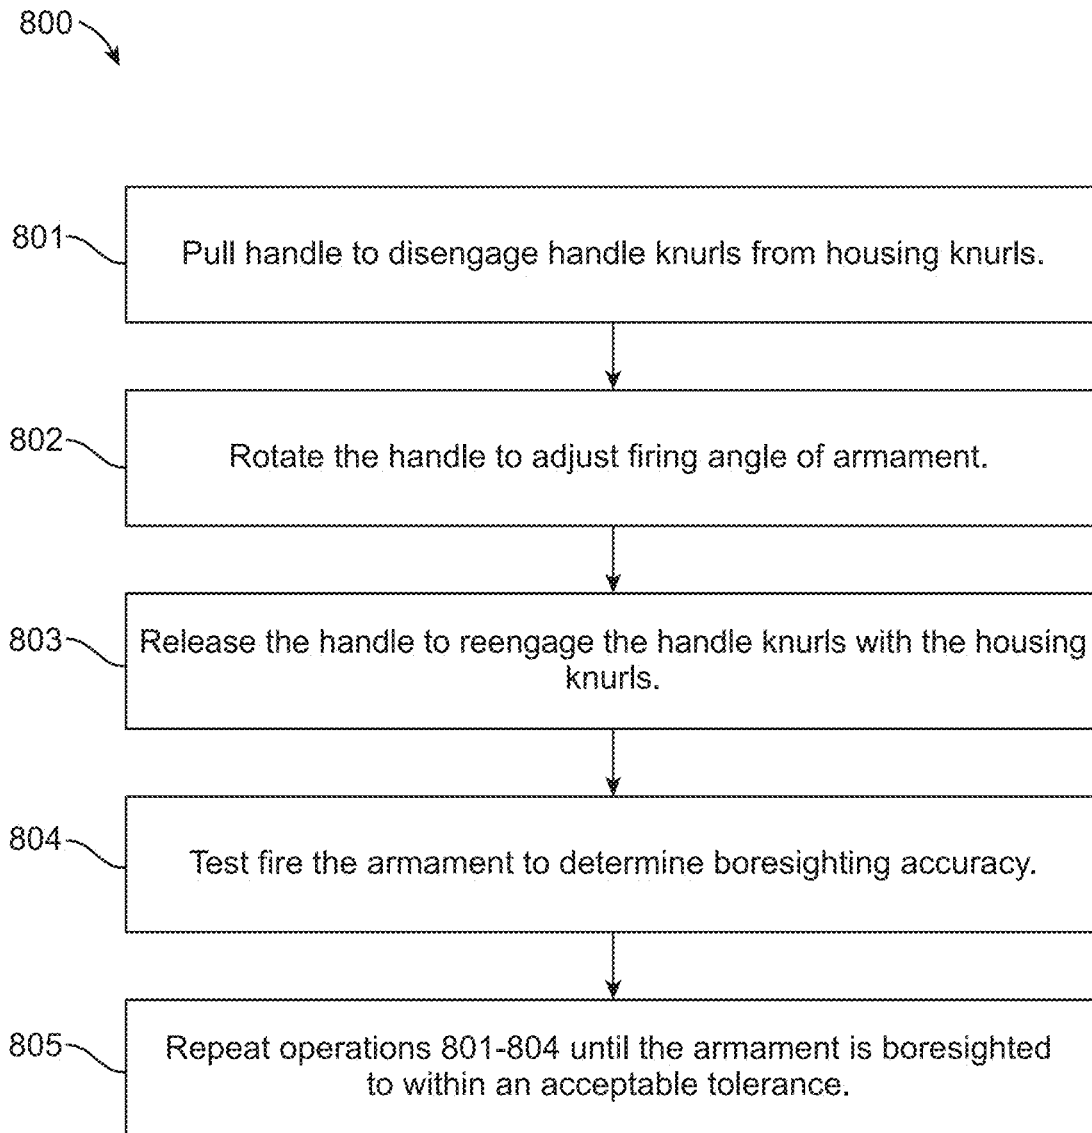 800
801
Pull handle to disengage handle knurls from housing knurls.
802
Rotate the handle to adjust firing angle of armament.
803
Release the handle to reengage the handle knurls with the housing
knurls.
804
Test fire the armament to determine boresighting accuracy.
805
Repeat operations 801-804 until the armament is boresighted
to within an acceptable tolerance.